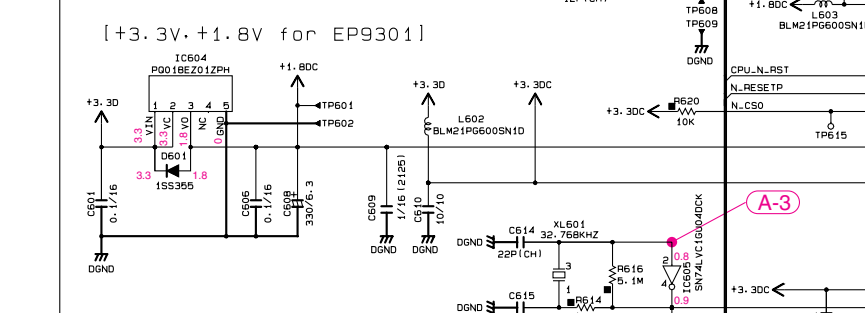 [+3.3V,+1.8V for EP9301]
IC604
PQ018EZ01ZPH
+3.3D
1 2 3 4 5
VIN
VC
VO
NC
GND
3.3
3.3
1.8
0
D601
3.3
1.8
1SS355
+1.8DC
TP601
TP602
C601
0.1/16
C606
0.1/16
C608
330/6.3
DGND
+3.3D
L602
BLM21PG600SN1D
+3.3DC
C609
1/16 (2125)
C610
10/10
DGND
DGND
TP608
TP609
DGND
+1.8DC
L603
BLM21PG600SN1
CPU_N_RST
N_RESETP
N_CS0
+3.3DC
R620
10K
TP615
A-3
DGND
C614
22P(CH)
XL601
32.768KHZ
3
1
R616
5.1M
2
4
0.8
0.9
IC605
SN74LVC1GU04DCK
+3.3DC
DGND
C615
R614